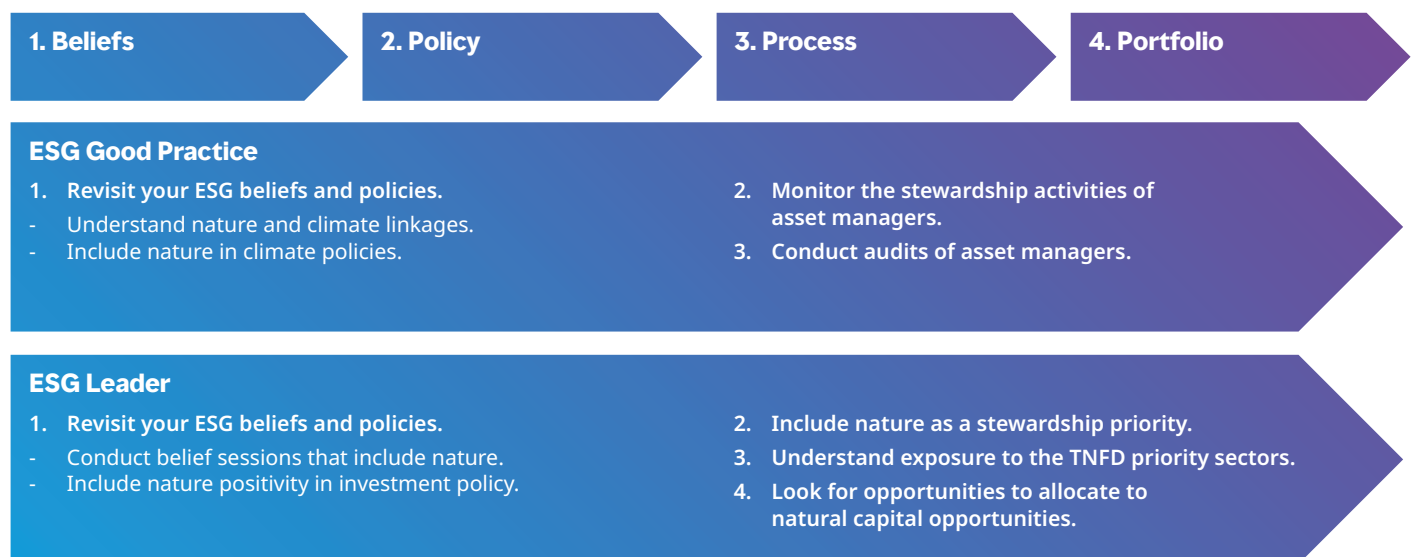 1. Beliefs
2. Policy
3. Process
4. Portfolio
ESG Good Practice
1. Revisit your ESG beliefs and policies.
- Understand nature and climate linkages.
- Include nature in climate policies.
2. Monitor the stewardship activities of
asset managers.
3. Conduct audits of asset managers.
ESG Leader
1. Revisit your ESG beliefs and policies.
- Conduct belief sessions that include nature.
- Include nature positivity in investment policy.
2. Include nature as a stewardship priority.
3. Understand exposure to the TNFD priority sectors.
4. Look for opportunities to allocate to
natural capital opportunities.